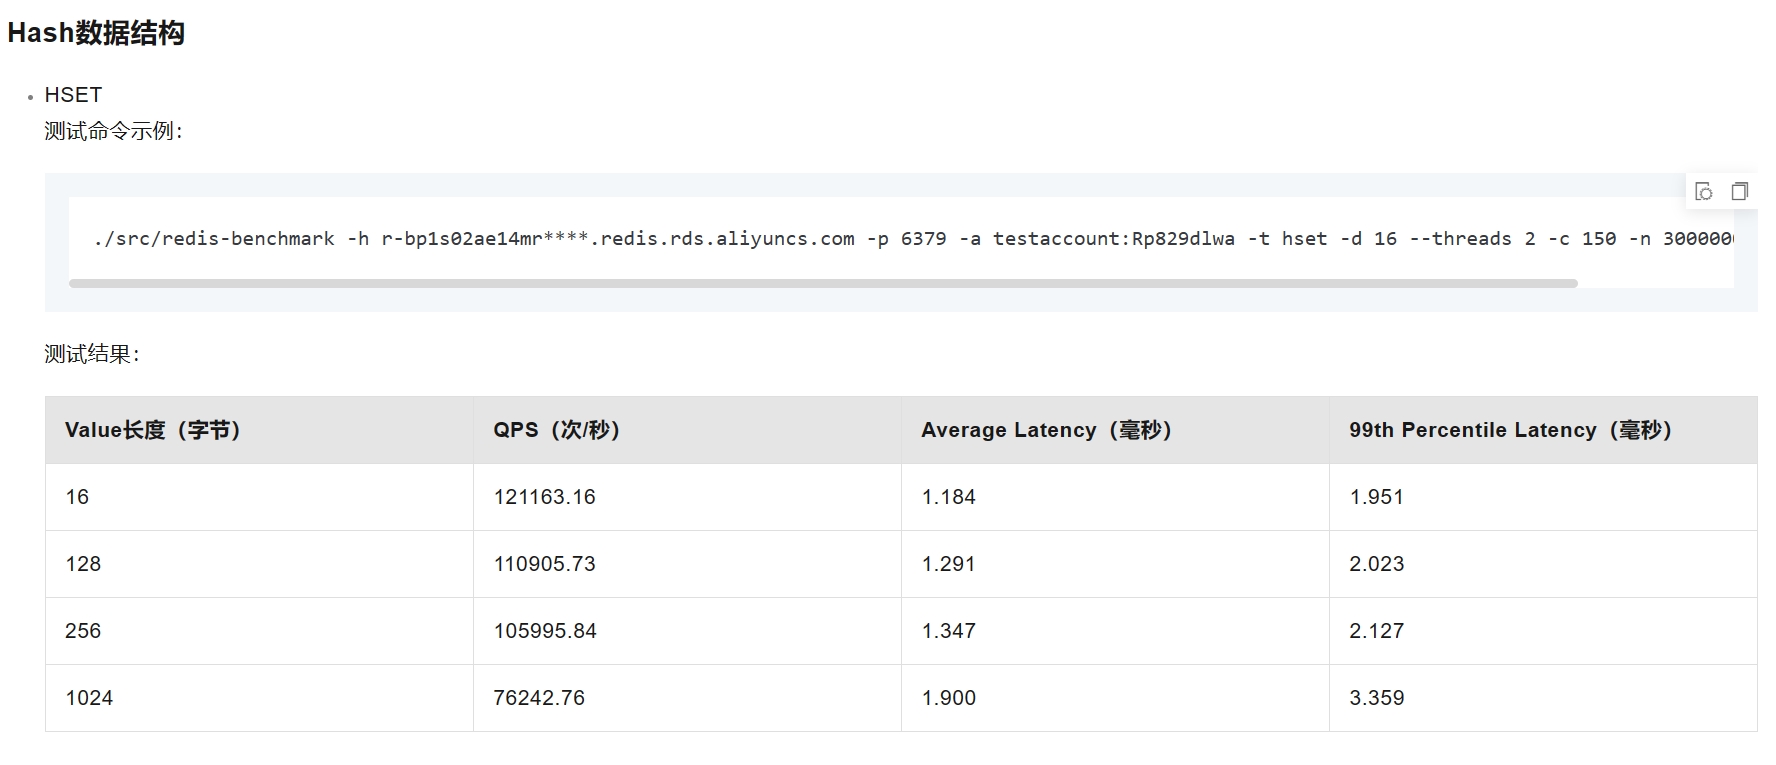 Hash数据结构
HSET
测试命令示例：
./src/redis-benchmark -h r-bp1s02ae14mr****.redis.rds.aliyuncs.com -p 6379 -a testaccount:Rp829dlwa -t hset -d 16 --threads 2 -c 150 -n 3000000
测试结果：
Value长度（字节） QPS（次/秒） Average Latency（毫秒） 99th Percentile Latency（毫秒）
16 121163.16 1.184 1.951
128 110905.73 1.291 2.023
256 105995.84 1.347 2.127
1024 76242.76 1.900 3.359